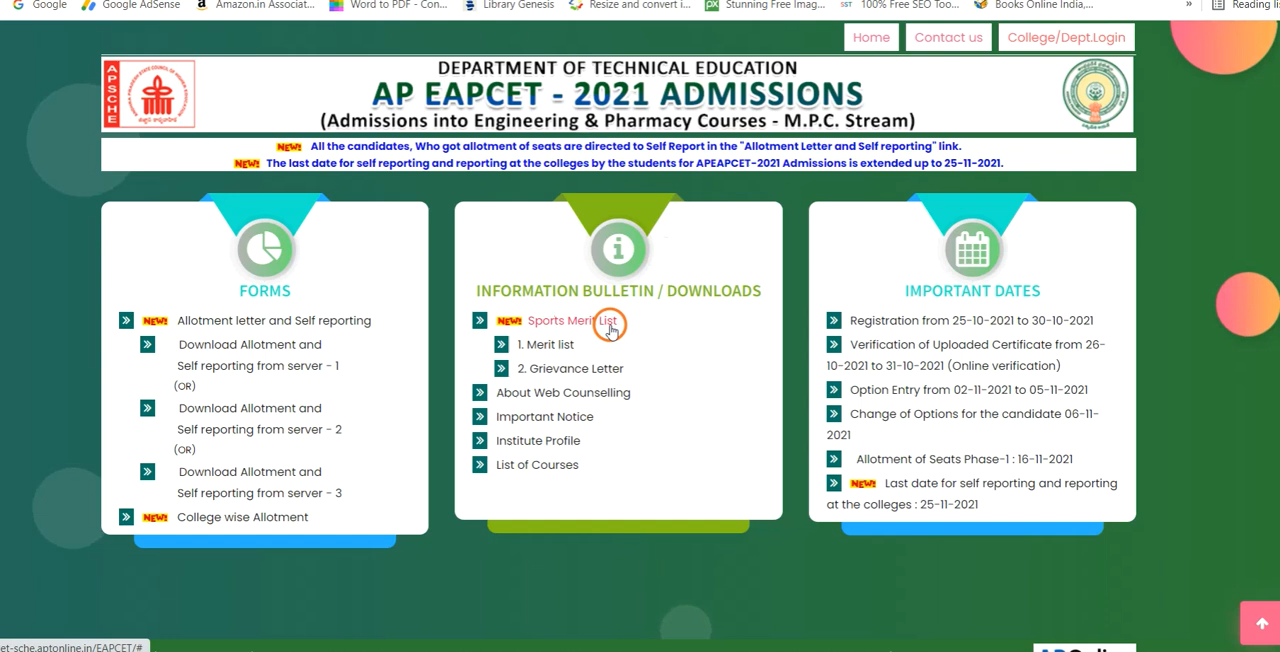 Google
Google AdSense
Amazon.in Associat...
Word to PDF - Con...
Library Genesis
Resize and convert i...
Stunning Free Imag...
100% Free SEO Too...
Books Online India,...
»
Reading li
Home
Contact us
College/Dept.Login
APSCHE
DEPARTMENT OF TECHNICAL EDUCATION
AP EAPCET - 2021 ADMISSIONS
(Admissions into Engineering & Pharmacy Courses - M.P.C. Stream)
NEW! All the candidates, Who got allotment of seats are directed to Self Report in the "Allotment Letter and Self reporting" link.
NEW! The last date for self reporting and reporting at the colleges by the students for APEAPCET-2021 Admissions is extended up to 25-11-2021.
FORMS
NEW! Allotment letter and Self reporting
Download Allotment and
Self reporting from server - 1
(OR)
Download Allotment and
Self reporting from server - 2
(OR)
Download Allotment and
Self reporting from server - 3
NEW! College wise Allotment
INFORMATION BULLETIN / DOWNLOADS
NEW! Sports Merit List
1. Merit list
2. Grievance Letter
About Web Counselling
Important Notice
Institute Profile
List of Courses
IMPORTANT DATES
Registration from 25-10-2021 to 30-10-2021
Verification of Uploaded Certificate from 26-
10-2021 to 31-10-2021 (Online verification)
Option Entry from 02-11-2021 to 05-11-2021
Change of Options for the candidate 06-11-
2021
Allotment of Seats Phase-1 : 16-11-2021
NEW! Last date for self reporting and reporting
at the colleges : 25-11-2021
et-sche.aptonline.in/EAPCET/#